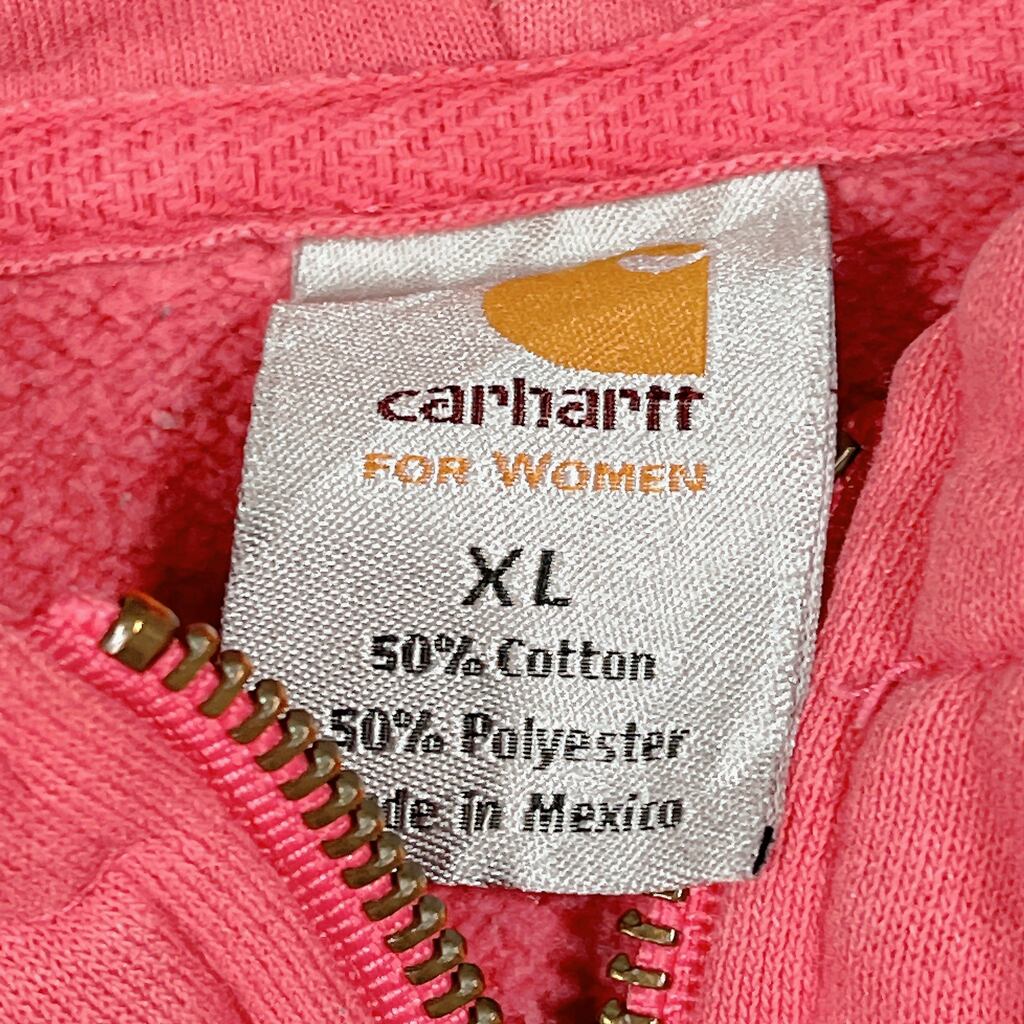 carhartt
FOR WOMEN
XL
50% Cotton
50% Polyester
de In Mexico